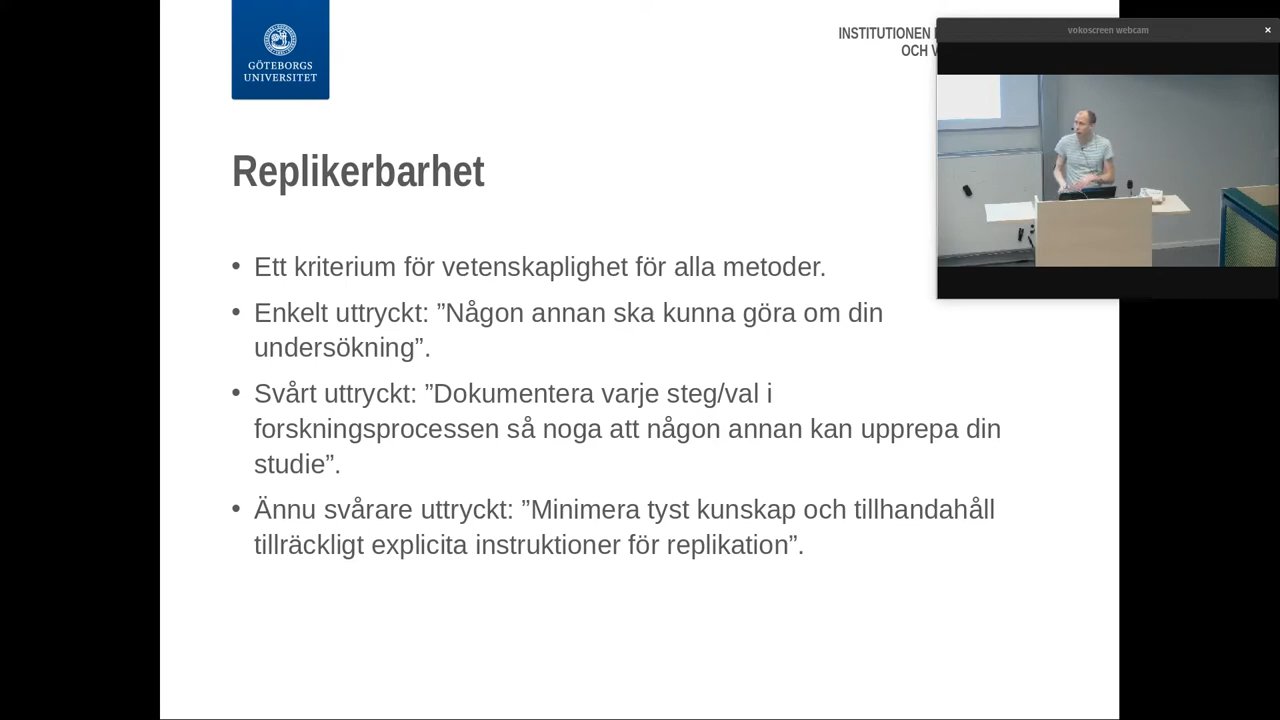 GÖTEBORGS
UNIVERSITET
INSTITUTIONEN
OCH
vokoscreen webcam
Replikerbarhet
• Ett kriterium för vetenskaplighet för alla metoder.
• Enkelt uttryckt: ”Någon annan ska kunna göra om din
undersökning”.
• Svårt uttryckt: ”Dokumentera varje steg/val i
forskningsprocessen så noga att någon annan kan upprepa din
studie”.
• Ännu svårare uttryckt: ”Minimera tyst kunskap och tillhandahåll
tillräckligt explicita instruktioner för replikation”.